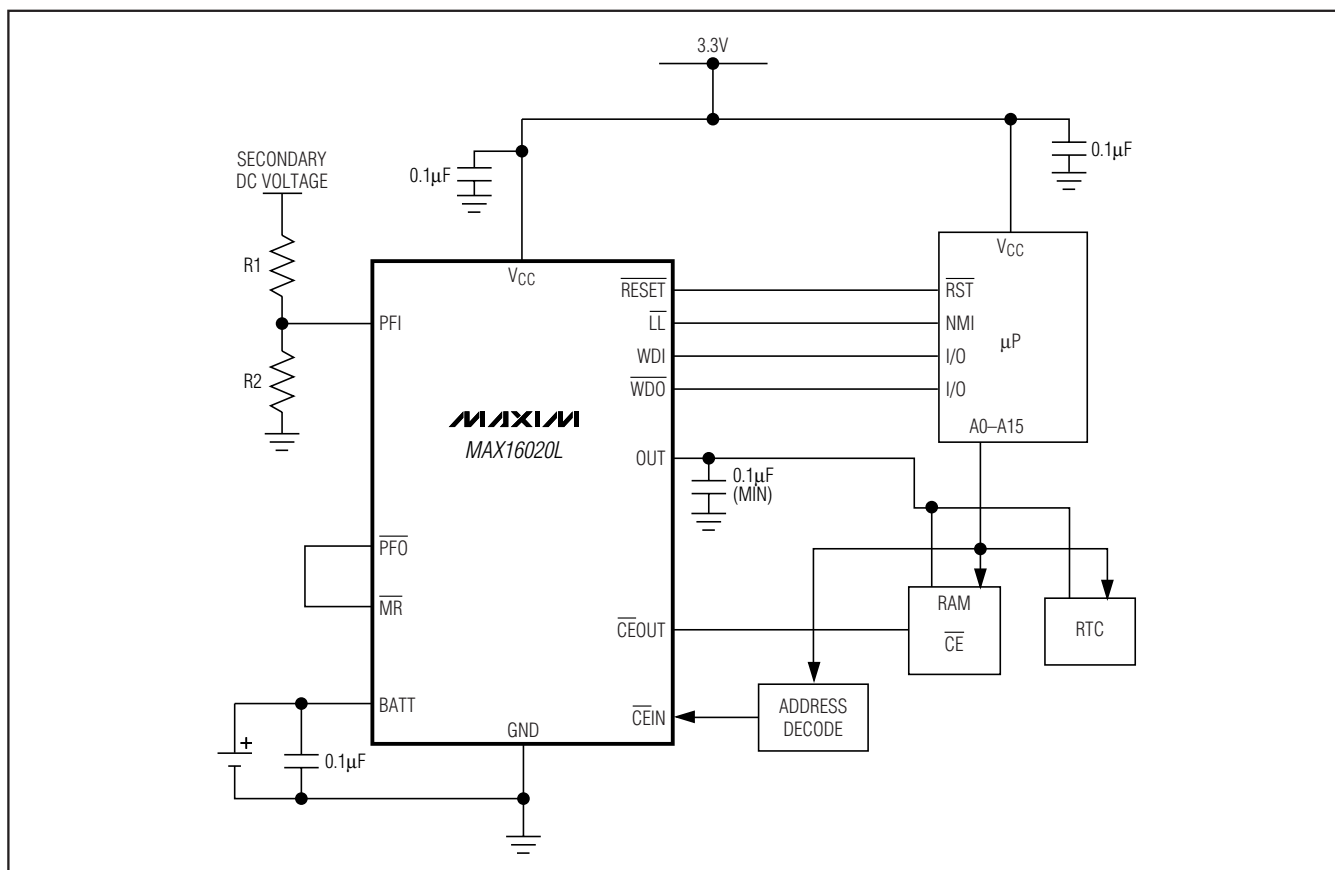 3.3V
0.1µF
0.1µF
SECONDARY
DC VOLTAGE
R1
R2
VCC
PFI
PFO
MR
BATT
GND
RESET
LL
WDI
WDO
OUT
CEOUT
CEIN
MAXIM
MAX16020L
VCC
RST
NMI
I/O
I/O
µP
A0–A15
0.1µF
(MIN)
RAM
CE
RTC
ADDRESS
DECODE
+
0.1µF